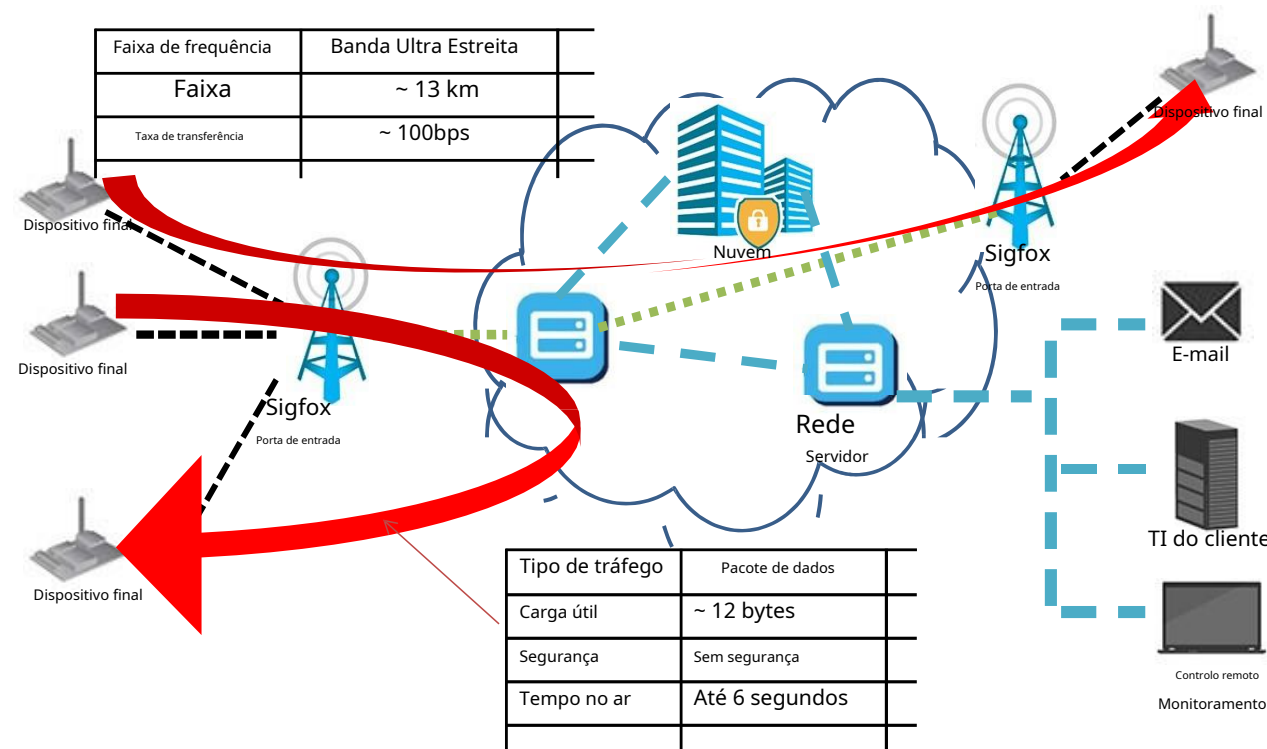 Faixa de frequência Banda Ultra Estreita
Faixa ~ 13 km
Taxa de transferência ~ 100bps
Dispositivo final
Dispositivo final
Nuvem
Sigfox
Porta de entrada
Dispositivo final
Sigfox
Porta de entrada
Rede
Servidor
E-mail
TI do cliente
Dispositivo final
Tipo de tráfego Pacote de dados
Carga útil ~ 12 bytes
Segurança Sem segurança
Tempo no ar Até 6 segundos
Controlo remoto
Monitoramento